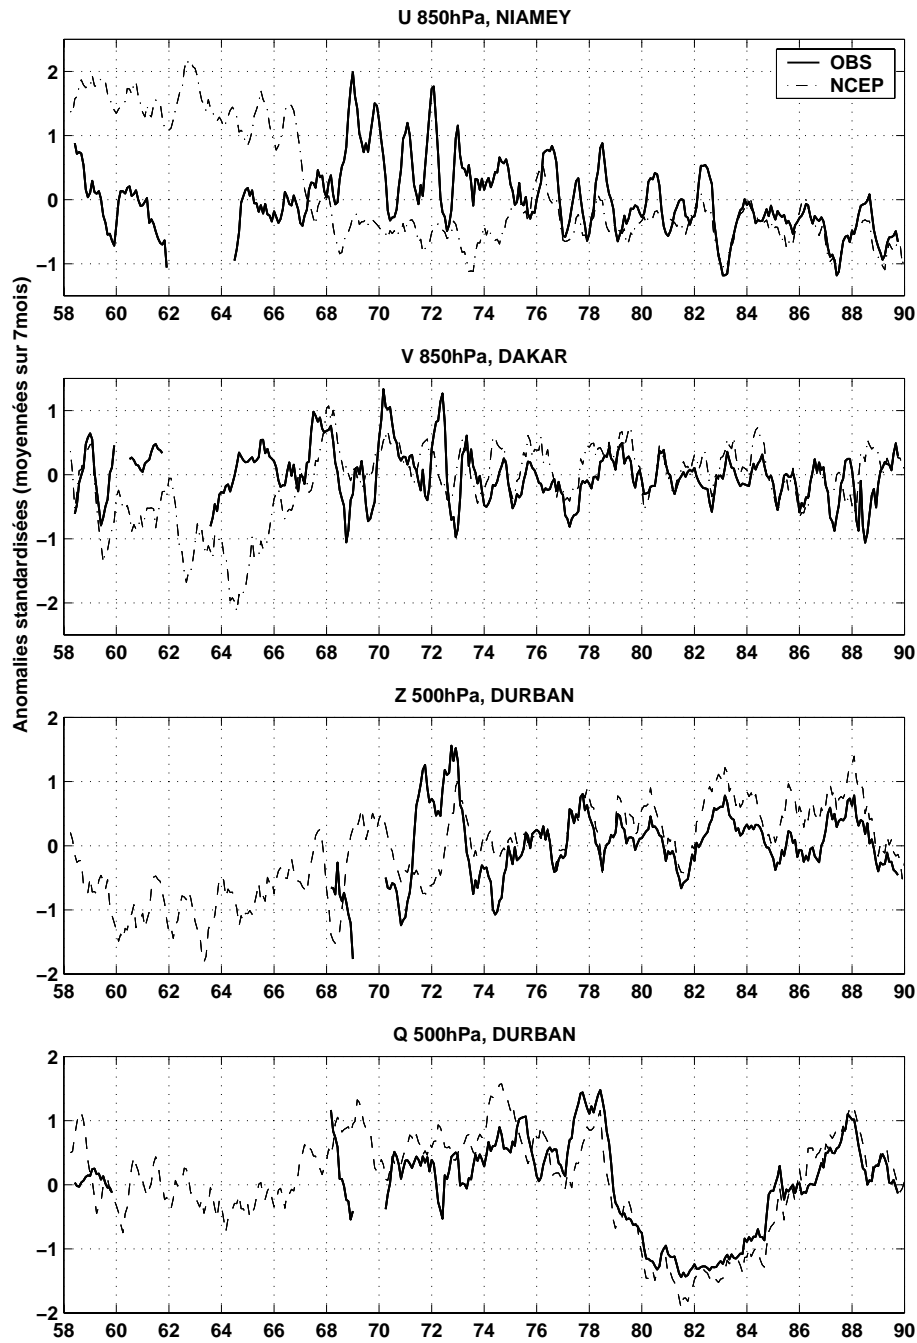 U 850hPa, NIAMEY
OBS
NCEP
2
1
0
−1
58 60 62 64 66 68 70 72 74 76 78 80 82 84 86 88 90
Anomalies standardisées (moyennées sur 7mois)
V 850hPa, DAKAR
1
0
−1
−2
58 60 62 64 66 68 70 72 74 76 78 80 82 84 86 88 90
Z 500hPa, DURBAN
2
1
0
−1
−2
58 60 62 64 66 68 70 72 74 76 78 80 82 84 86 88 90
Q 500hPa, DURBAN
2
1
0
−1
−2
58 60 62 64 66 68 70 72 74 76 78 80 82 84 86 88 90